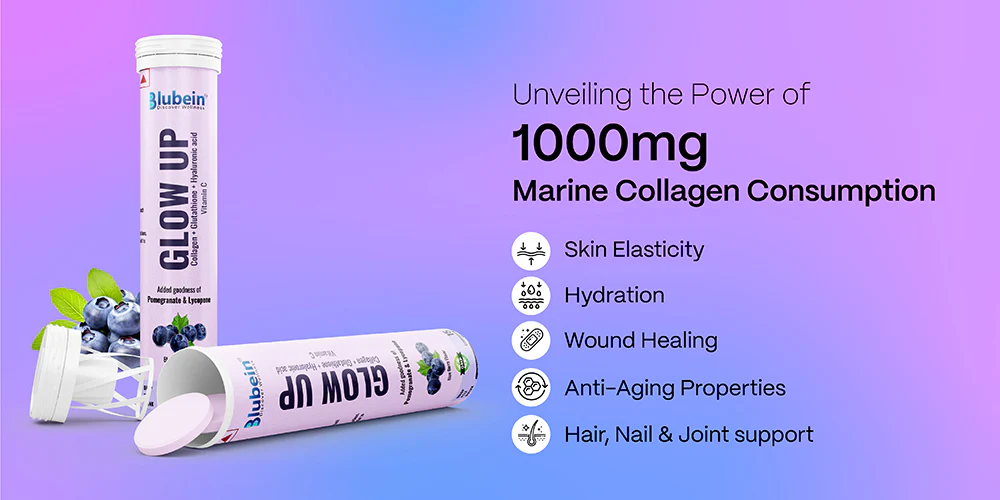 Blubein
Discover Wellness
GLOW UP
Collagen + Glutathione + Hyaluronic acid
Vitamin C
Added goodness of
Pomegranate & Lycopene
Blubein
GLOW UP
Collagen + Glutathione + Hyaluronic acid
Vitamin C
Added goodness of
Pomegranate & Lycopene
Unveiling the Power of
1000mg
Marine Collagen Consumption
Skin Elasticity
Hydration
Wound Healing
Anti-Aging Properties
Hair, Nail & Joint support